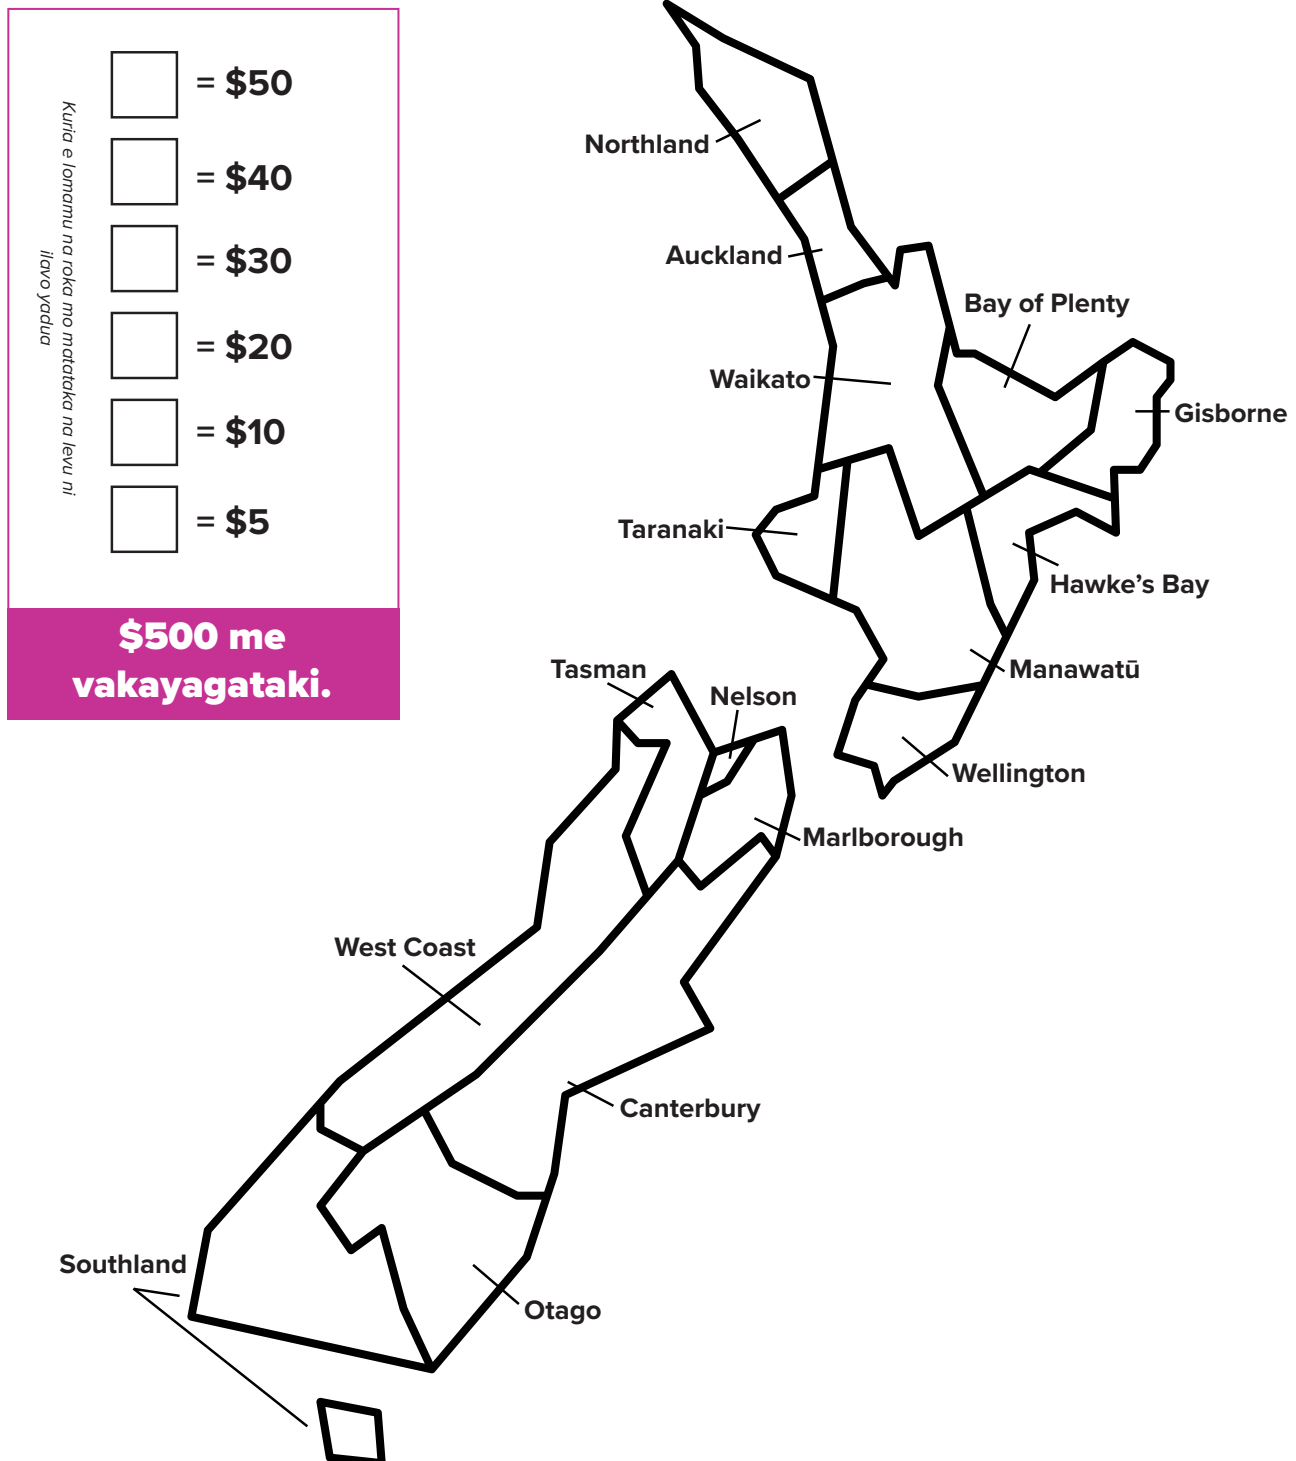 Kuria e lomamu na roka mo matataka na levu ni
ilavo yadua
= $50
= $40
= $30
= $20
= $10
= $5
$500 me
vakayagataki.
Northland
Auckland
Bay of Plenty
Waikato
Gisborne
Taranaki
Hawke’s Bay
Manawatū
Tasman
Nelson
Wellington
Marlborough
West Coast
Canterbury
Southland
Otago